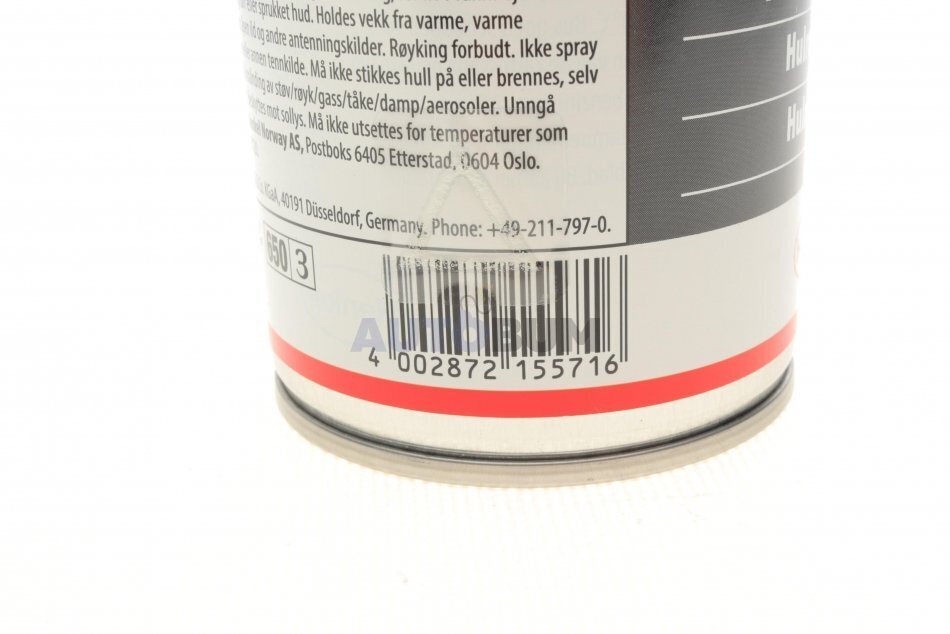 sprukket hud. Holdes vekk fra varme, varme
og andre antenningskilder. Røyking forbudt. Ikke spray
annen tennkilde. Må ikke stikkes hull på eller brennes, selv
av støv/røyk/gass/tåke/damp/aerosoler. Unngå
mot sollys. Må ikke utsettes for temperaturer som
Norway AS, Postboks 6405 Etterstad, 0604 Oslo.
KGaA, 40191 Düsseldorf, Germany. Phone: +49-211-797-0.
650 3
AUTOBUM
4 002872 155716